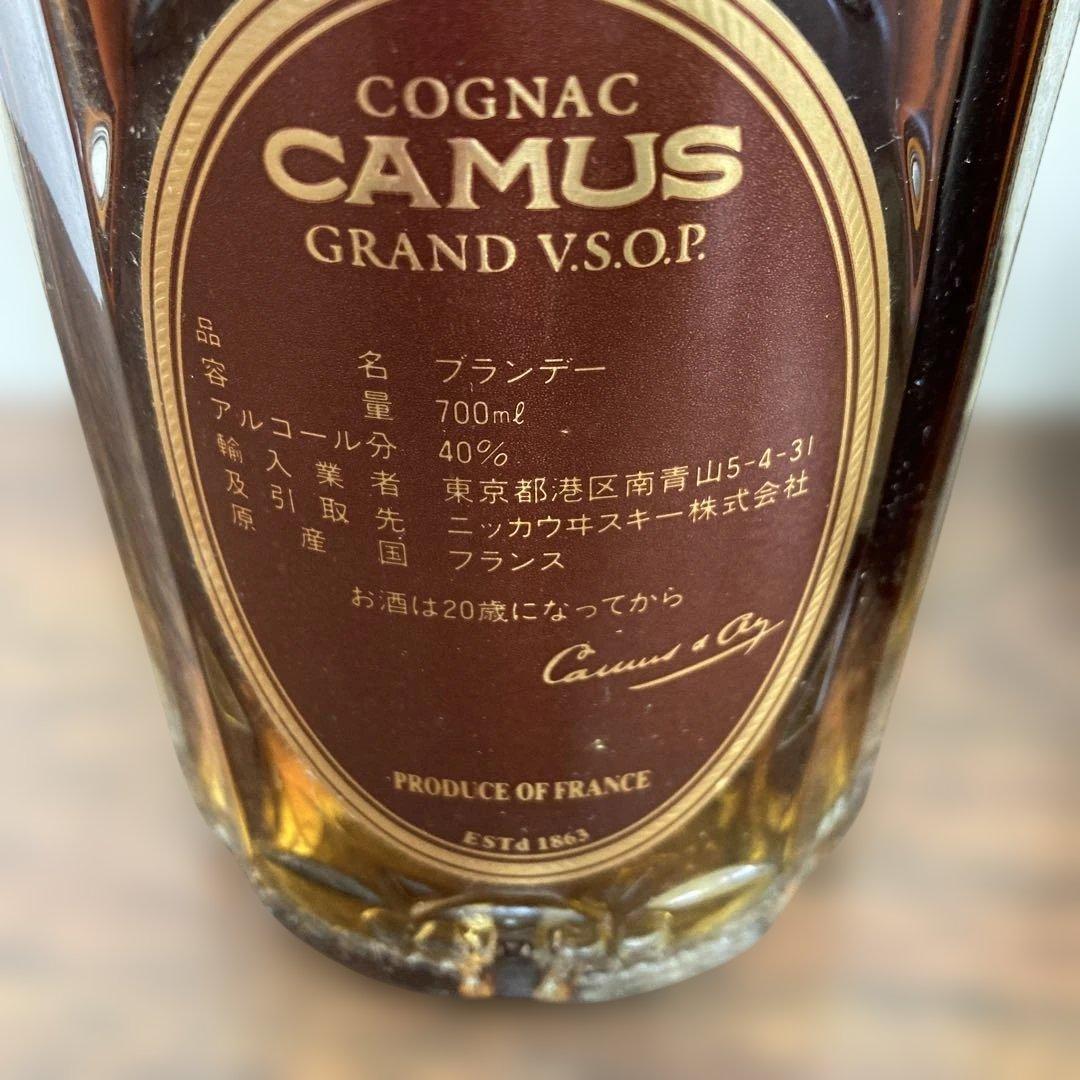 COGNAC
CAMUS
GRAND V.S.O.P.
品名 ブランデー
容量 700ml
アルコール分 40%
輸入業者 東京都港区南青山5-4-31
及引取先 ニッカウヰスキー株式会社
原産国 フランス
お酒は20歳になってから
Camus & Cy
PRODUCE OF FRANCE
ESTd 1863